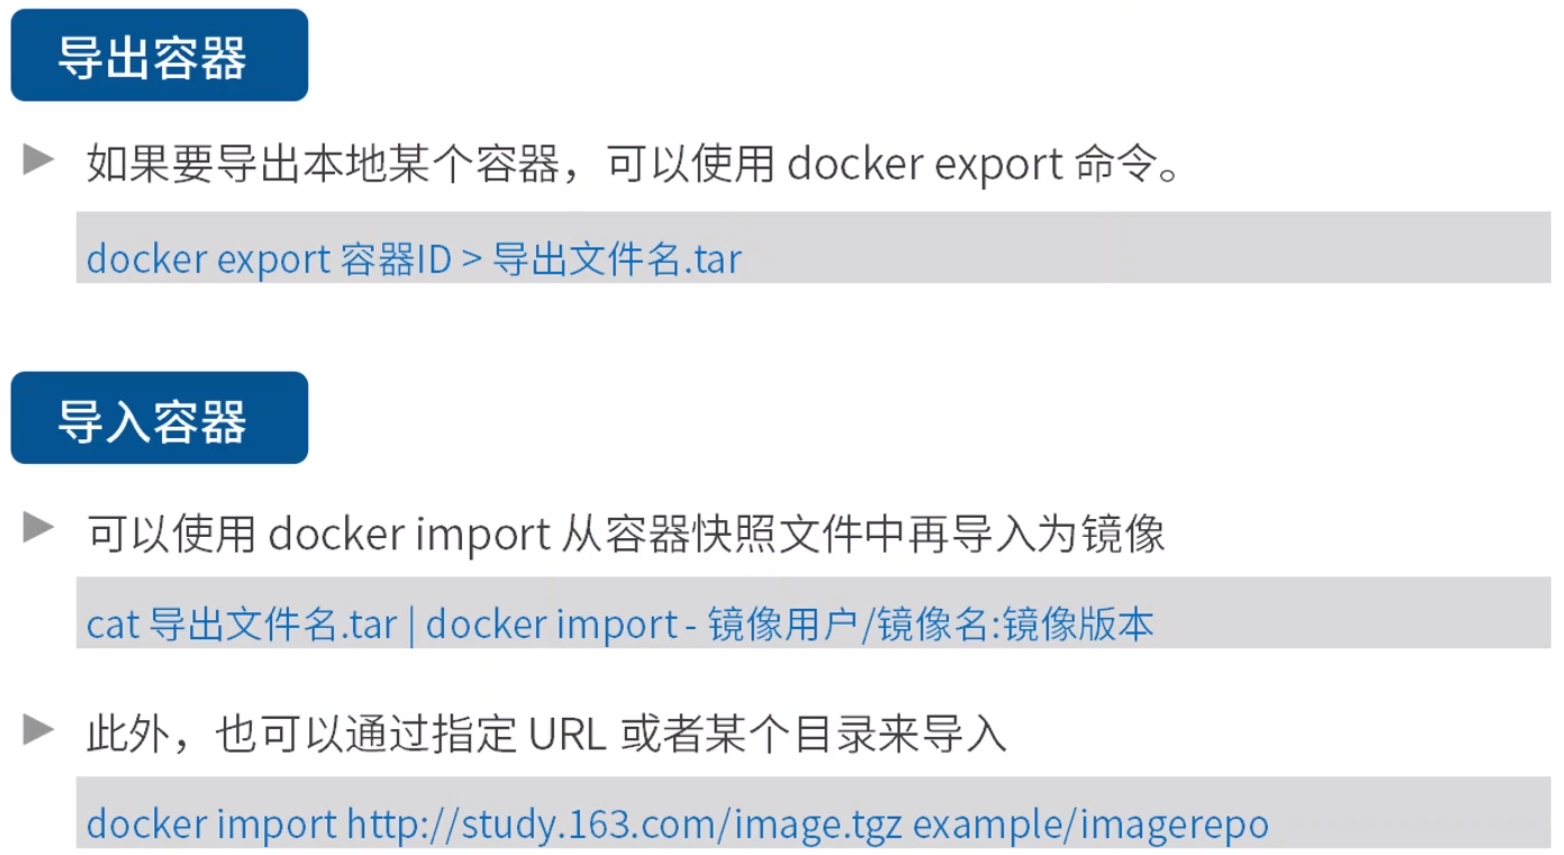 导出容器
如果要导出本地某个容器，可以使用 docker export 命令。
docker export 容器ID > 导出文件名.tar
导入容器
可以使用 docker import 从容器快照文件中再导入为镜像
cat 导出文件名.tar | docker import - 镜像用户/镜像名:镜像版本
此外，也可以通过指定 URL 或者某个目录来导入
docker import http://study.163.com/image.tgz example/imagerepo